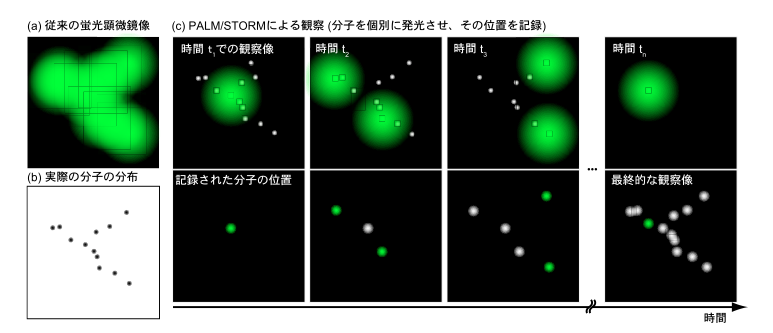 (a) 従来の蛍光顕微鏡像
(c) PALM/STORMによる観察 (分子を個別に発光させ、その位置を記録)
時間 t1での観察像
時間 t2
時間 t3
時間 tn
...
(b) 実際の分子の分布
記録された分子の位置
最終的な観察像
時間